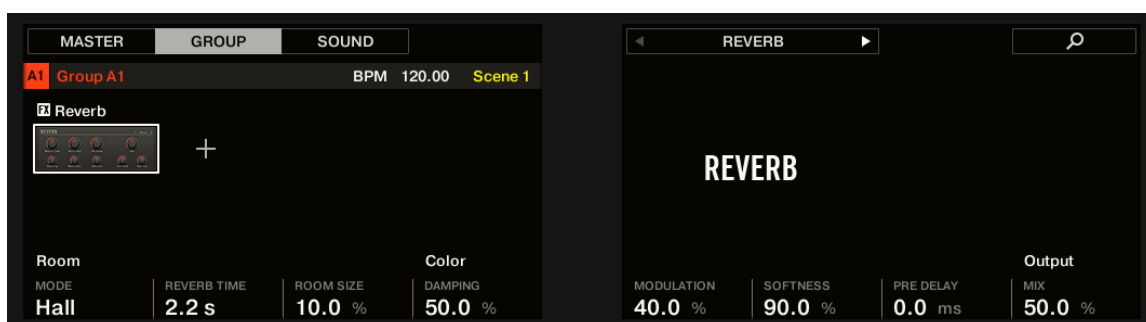 MASTER GROUP SOUND
A1 Group A1 BPM 120.00 Scene 1
FX Reverb
REVERB
+
Room Color
MODE REVERB TIME ROOM SIZE DAMPING
Hall 2.2 s 10.0 % 50.0 %
REVERB
REVERB
Output
MODULATION SOFTNESS PRE DELAY MIX
40.0 % 90.0 % 0.0 ms 50.0 %